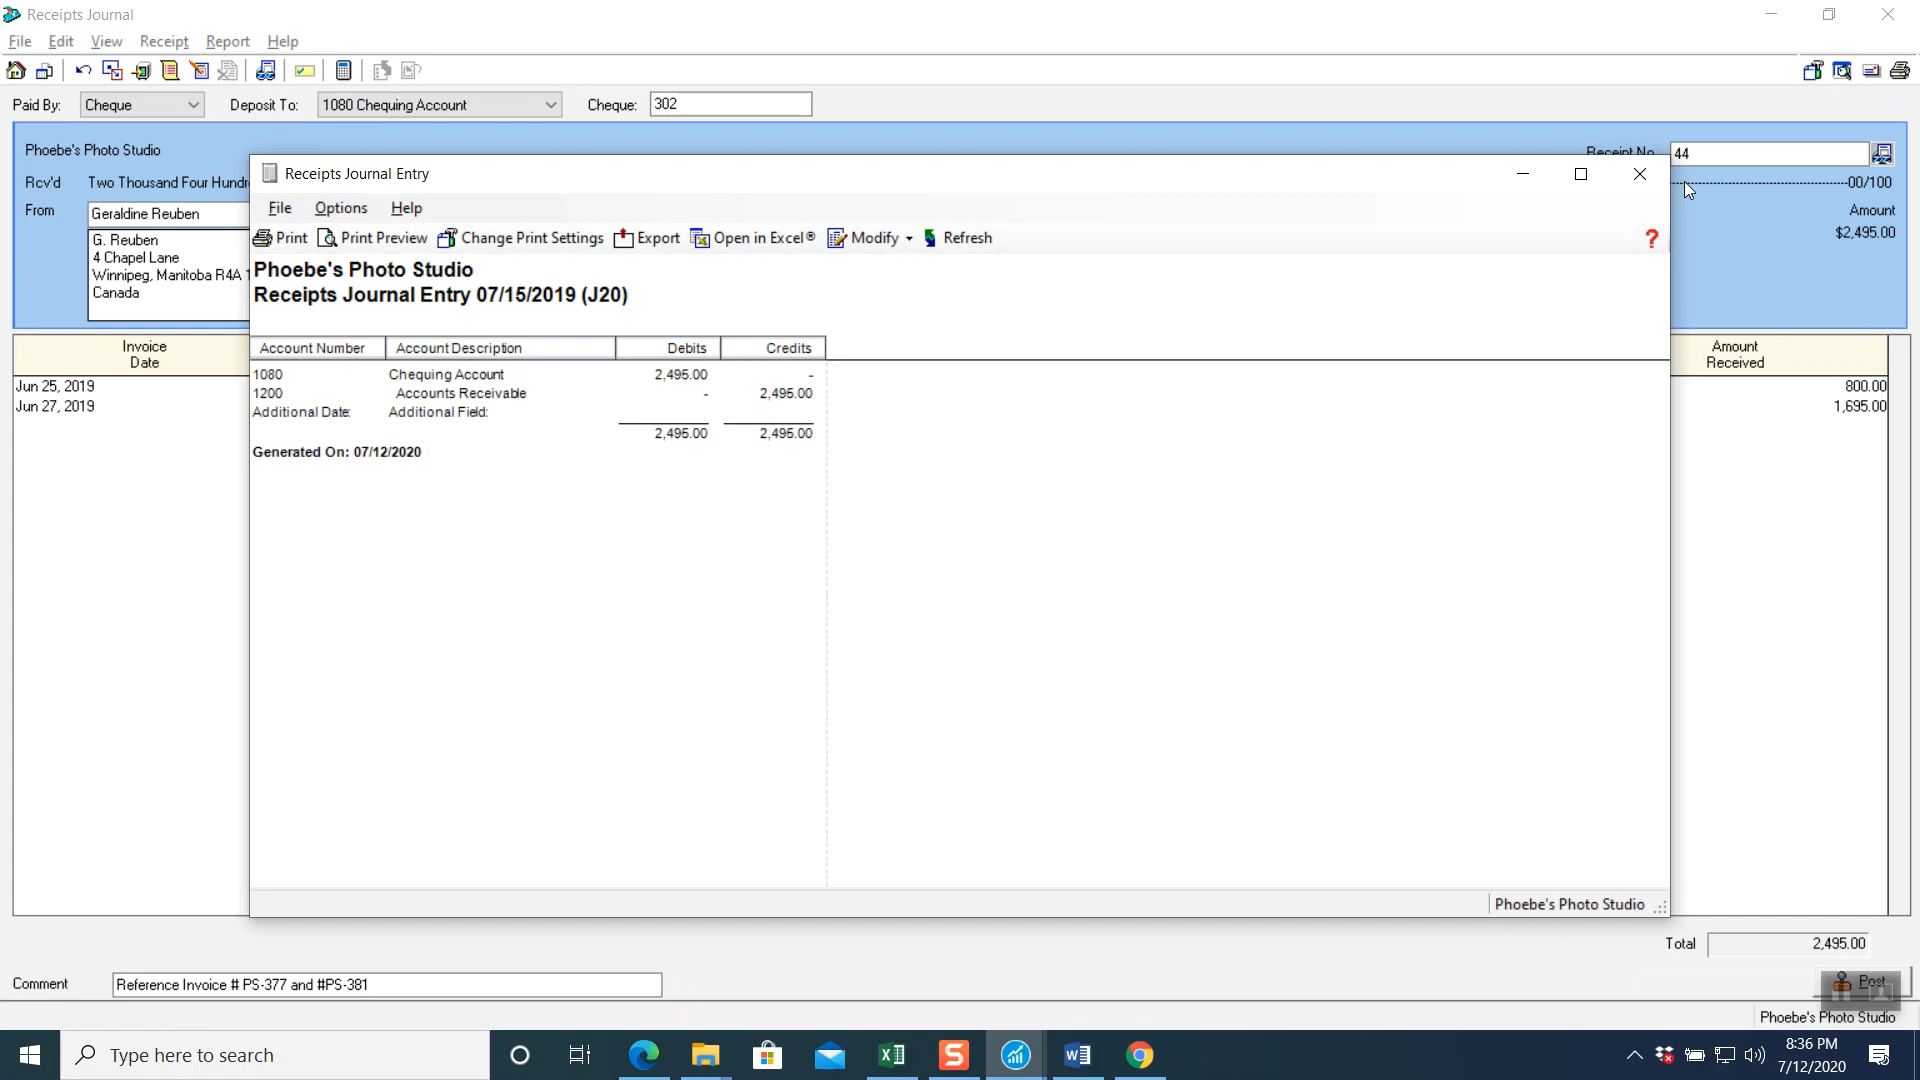 Receipts Journal
File Edit View Receipt Report Help
Paid By: Cheque Deposit To: 1080 Chequing Account Cheque: 302
Phoebe's Photo Studio
Receipt No. 44
Rcv'd Two Thousand Four Hundr
00/100
From Geraldine Reuben
Amount
$2,495.00
G. Reuben
4 Chapel Lane
Winnipeg, Manitoba R4A
Canada
Invoice
Date
Amount
Received
Jun 25, 2019 800.00
Jun 27, 2019 1,695.00
Receipts Journal Entry
File Options Help
Print Print Preview Change Print Settings Export Open in Excel® Modify Refresh ?
Phoebe's Photo Studio
Receipts Journal Entry 07/15/2019 (J20)
Account Number Account Description Debits Credits
1080 Chequing Account 2,495.00 -
1200 Accounts Receivable - 2,495.00
Additional Date: Additional Field:
2,495.00 2,495.00
Generated On: 07/12/2020
Phoebe's Photo Studio
Total 2,495.00
Comment Reference Invoice # PS-377 and #PS-381
Post
Phoebe's Photo Studio
Type here to search
8:36 PM
7/12/2020